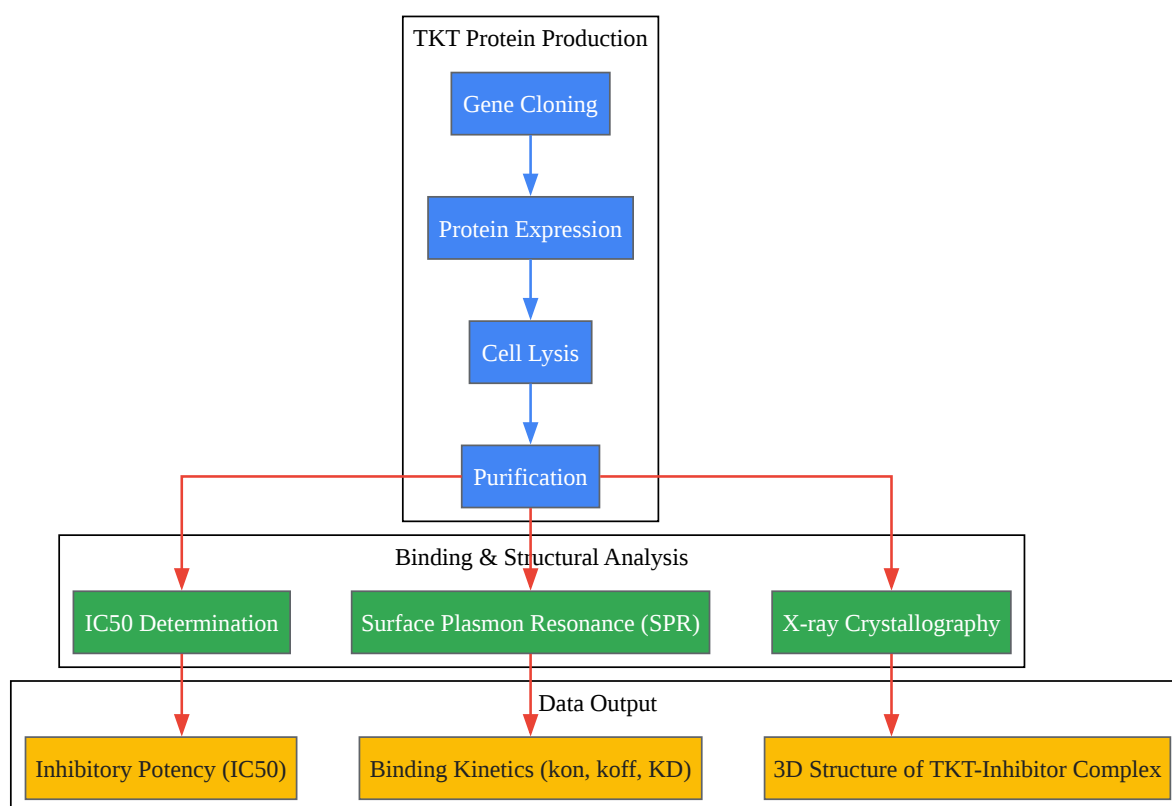 TKT Protein Production
Gene Cloning
Protein Expression
Cell Lysis
Purification
Binding & Structural Analysis
IC50 Determination
Surface Plasmon Resonance (SPR)
X-ray Crystallography
Data Output
Inhibitory Potency (IC50)
Binding Kinetics (kon, koff, KD)
3D Structure of TKT-Inhibitor Complex